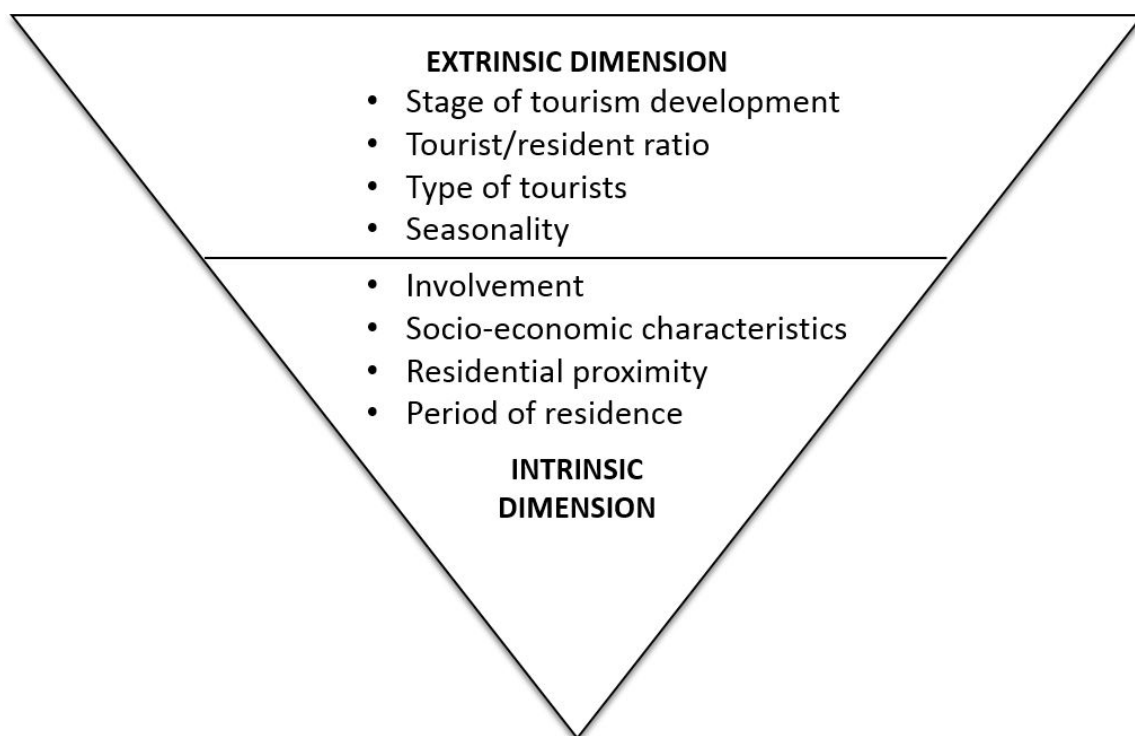 EXTRINSIC DIMENSION
• Stage of tourism development
• Tourist/resident ratio
• Type of tourists
• Seasonality
• Involvement
• Socio-economic characteristics
• Residential proximity
• Period of residence
INTRINSIC
DIMENSION